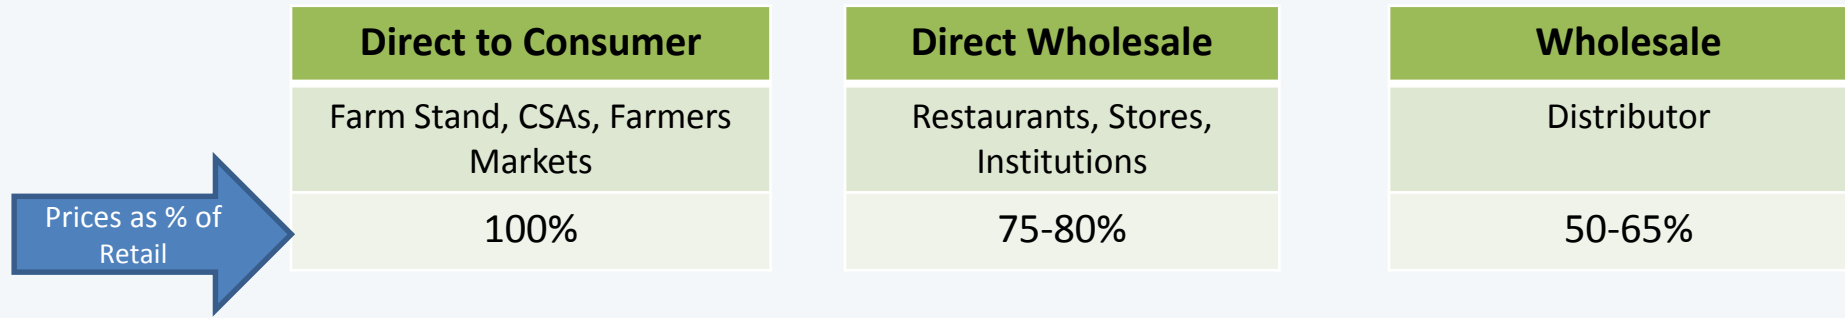 Direct to Consumer
Direct Wholesale
Wholesale
Farm Stand, CSAs, Farmers
Markets
Restaurants, Stores,
Institutions
Distributor
Prices as % of
Retail
100%
75-80%
50-65%